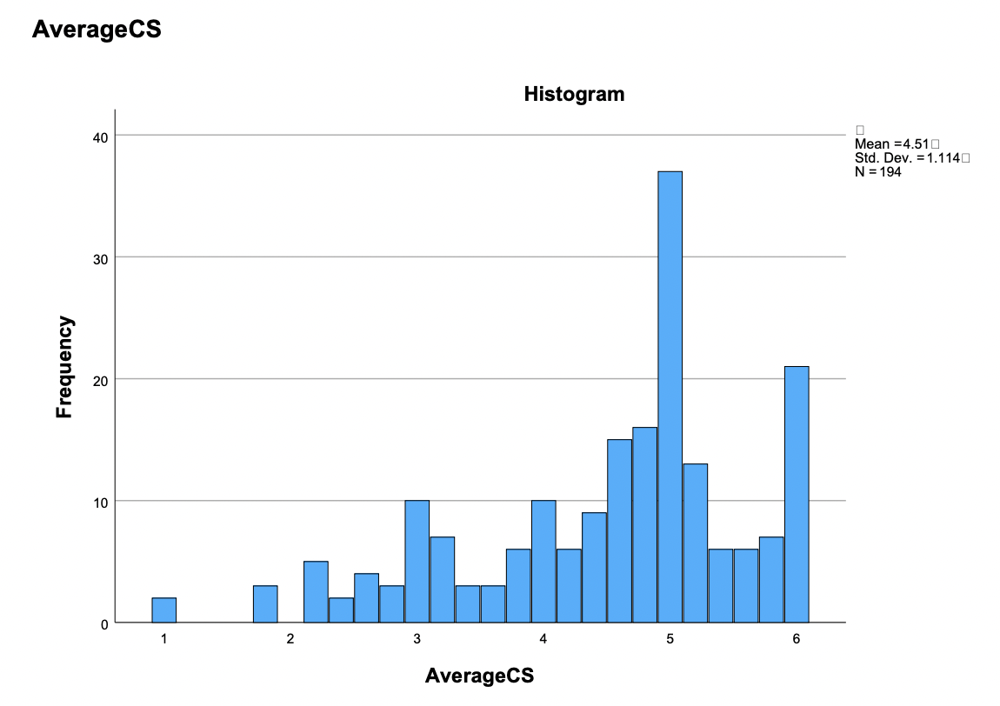 AverageCS
Histogram
Mean =4.51
Std. Dev. =1.114
N =194
Frequency
40
30
20
10
0
1 2 3 4 5 6
AverageCS